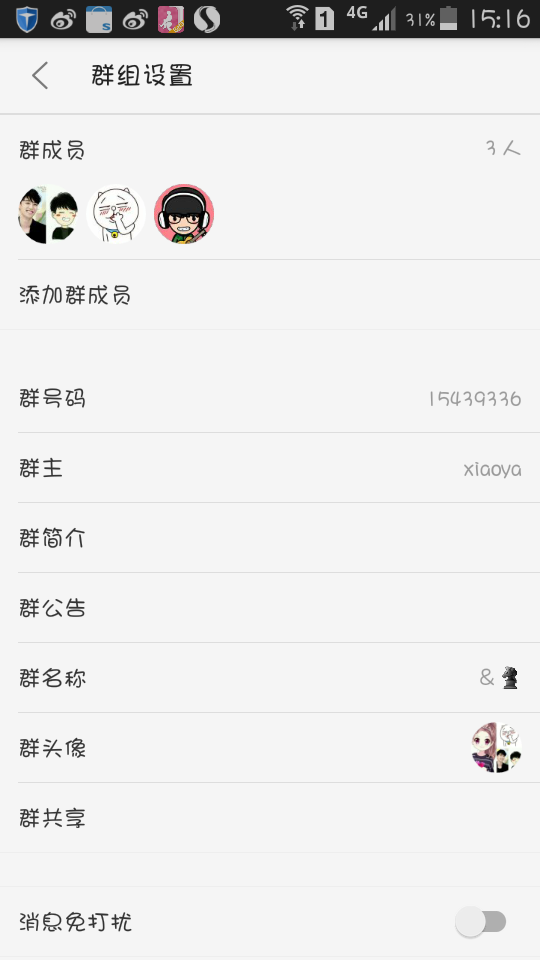 1 4G 31% 15:16
群组设置
群成员 3人
添加群成员
群号码 15439336
群主 xiaoya
群简介
群公告
群名称 &♞
群头像
群共享
消息免打扰